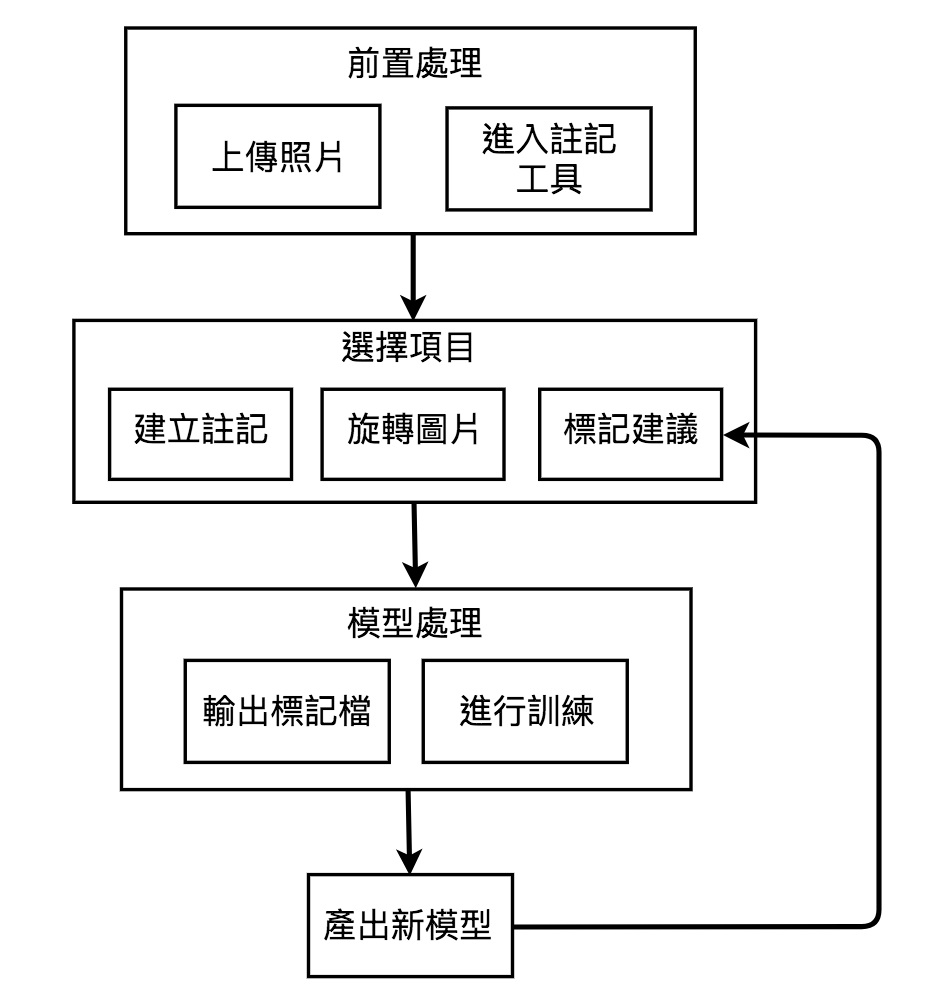 前置處理
上傳照片
進入註記
工具
選擇項目
建立註記
旋轉圖片
標記建議
模型處理
輸出標記檔
進行訓練
產出新模型